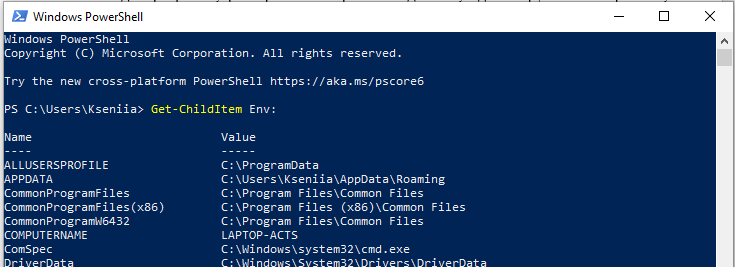 Windows PowerShell
Windows PowerShell
Copyright (C) Microsoft Corporation. All rights reserved.
Try the new cross-platform PowerShell https://aka.ms/pscore6
PS C:\Users\Kseniia> Get-ChildItem Env:
Name Value
---- -----
ALLUSERSPROFILE C:\ProgramData
APPDATA C:\Users\Kseniia\AppData\Roaming
CommonProgramFiles C:\Program Files\Common Files
CommonProgramFiles(x86) C:\Program Files (x86)\Common Files
CommonProgramW6432 C:\Program Files\Common Files
COMPUTERNAME LAPTOP-ACTS
ComSpec C:\Windows\system32\cmd.exe
DriverData C:\Windows\System32\Drivers\DriverData